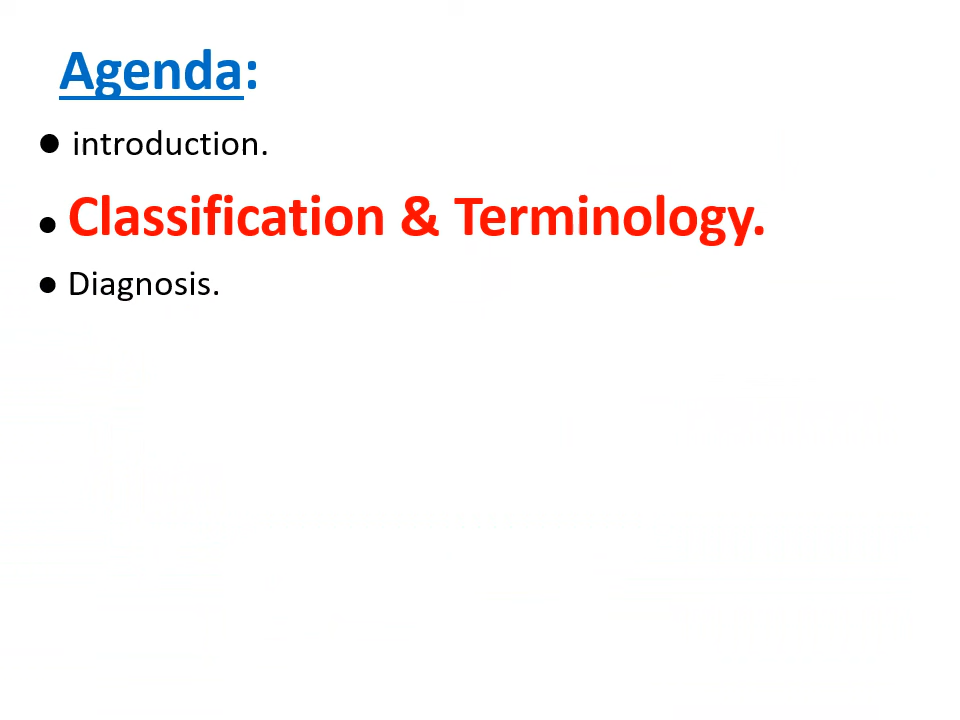 Agenda:
● introduction.
● Classification & Terminology.
● Diagnosis.